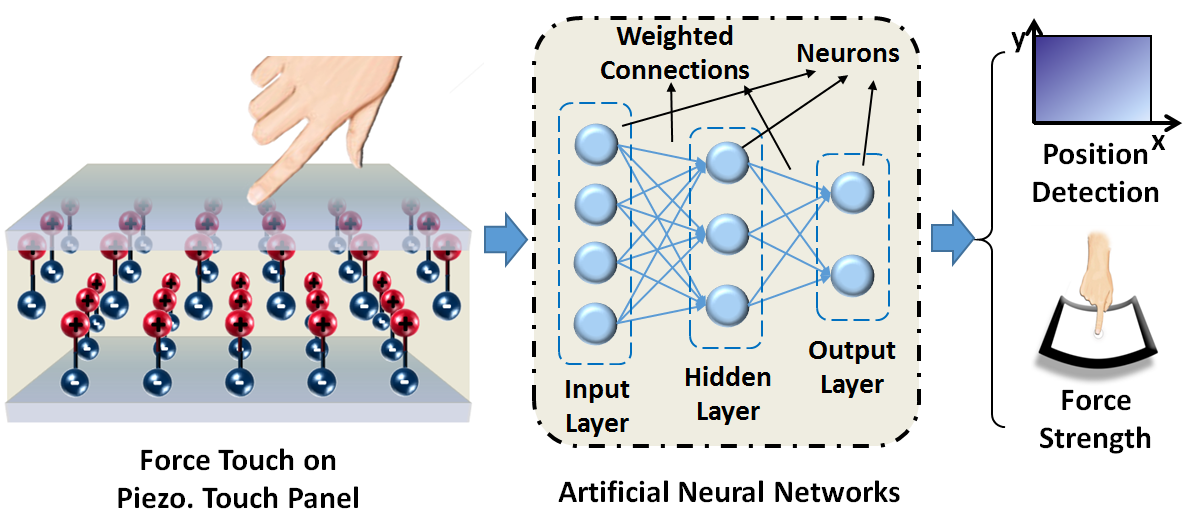 Force Touch on
Piezo. Touch Panel
Weighted
Connections
Neurons
Input
Layer
Hidden
Layer
Output
Layer
Artificial Neural Networks
y
x
Position
Detection
Force
Strength